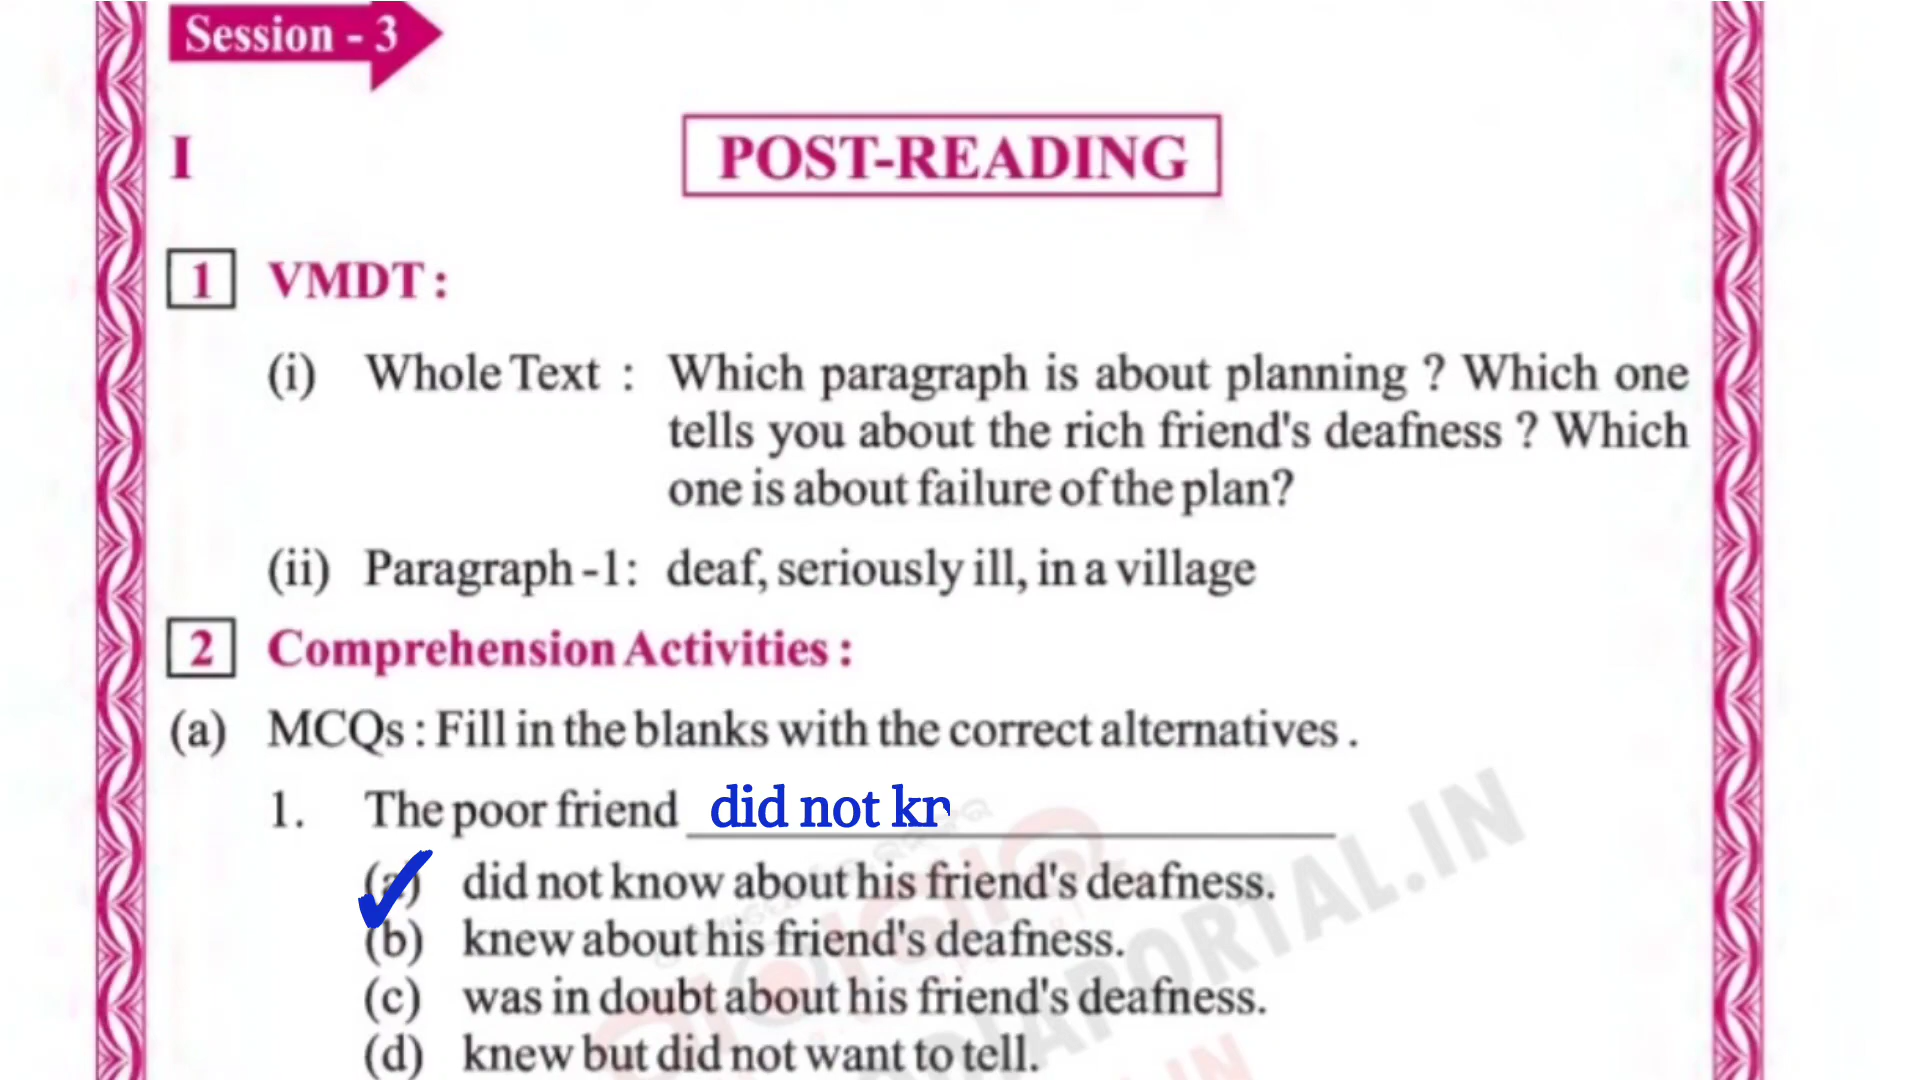 Session - 3
I
POST-READING
1 VMDT :
(i) Whole Text : Which paragraph is about planning ? Which one
tells you about the rich friend's deafness ? Which
one is about failure of the plan?
(ii) Paragraph -1: deaf, seriously ill, in a village
2 Comprehension Activities :
(a) MCQs : Fill in the blanks with the correct alternatives .
1. The poor friend did not kn
(a) did not know about his friend's deafness.
(b) knew about his friend's deafness.
(c) was in doubt about his friend's deafness.
(d) knew but did not want to tell.